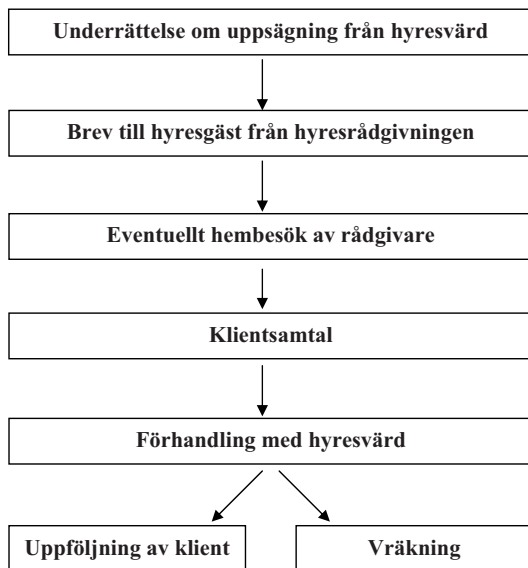 Underrättelse om uppsägning från hyresvärd
Brev till hyresgäst från hyresrådgivningen
Eventuellt hembesök av rådgivare
Klientsamtal
Förhandling med hyresvärd
Uppföljning av klient
Vräkning